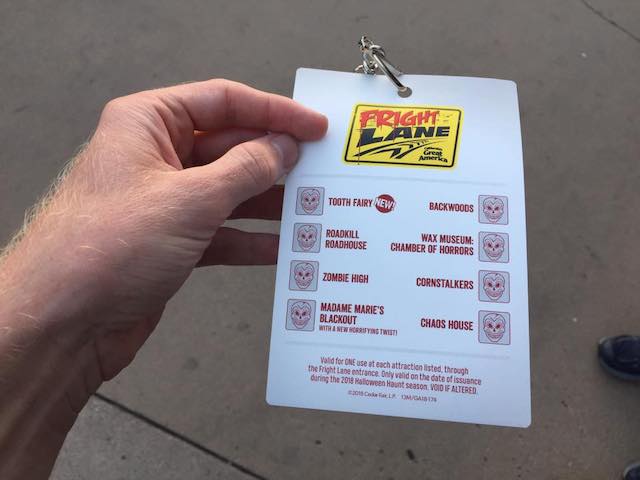 FRIGHT
LANE
Great
America
TOOTH FAIRY NEW!
ROADKILL
ROADHOUSE
ZOMBIE HIGH
MADAME MARIE'S
BLACKOUT
WITH A NEW HORRIFYING TWIST!
BACKWOODS
WAX MUSEUM:
CHAMBER OF HORRORS
CORNSTALKERS
CHAOS HOUSE
Valid for ONE use at each attraction listed, through
the Fright Lane entrance. Only valid on the date of issuance
during the 2018 Halloween Haunt season. VOID IF ALTERED.
©2018 Cedar Fair, L.P. 13M/GA18-178